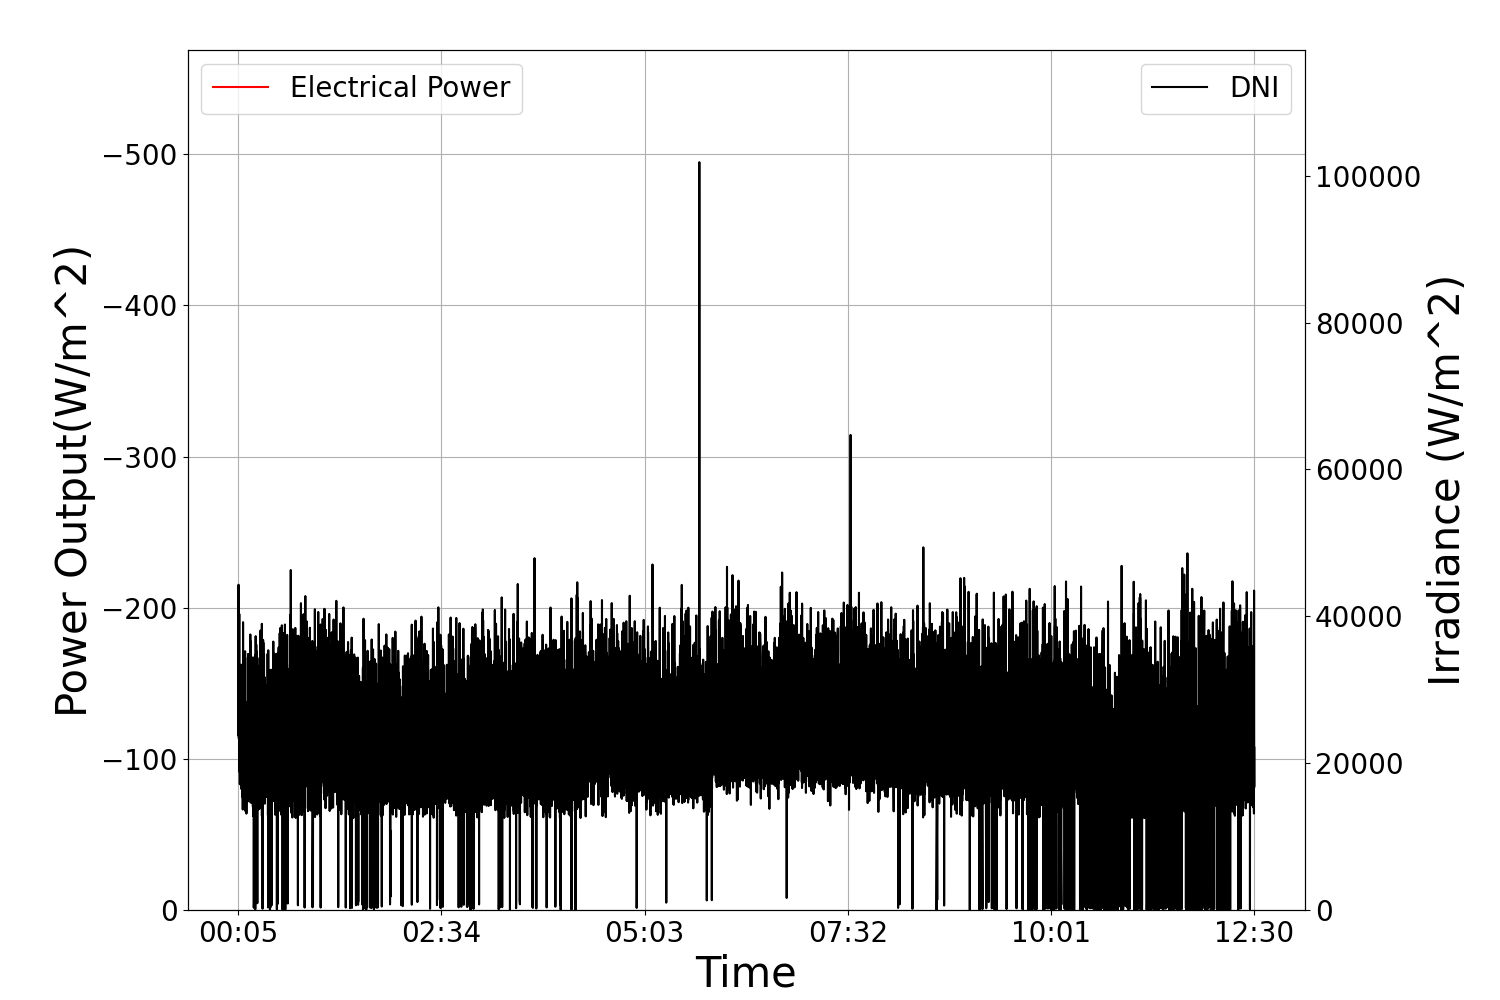 Electrical Power
DNI
−500
−400
−300
−200
−100
0
100000
80000
60000
40000
20000
0
Power Output(W/m^2)
Irradiance (W/m^2)
00:05 02:34 05:03 07:32 10:01 12:30
Time